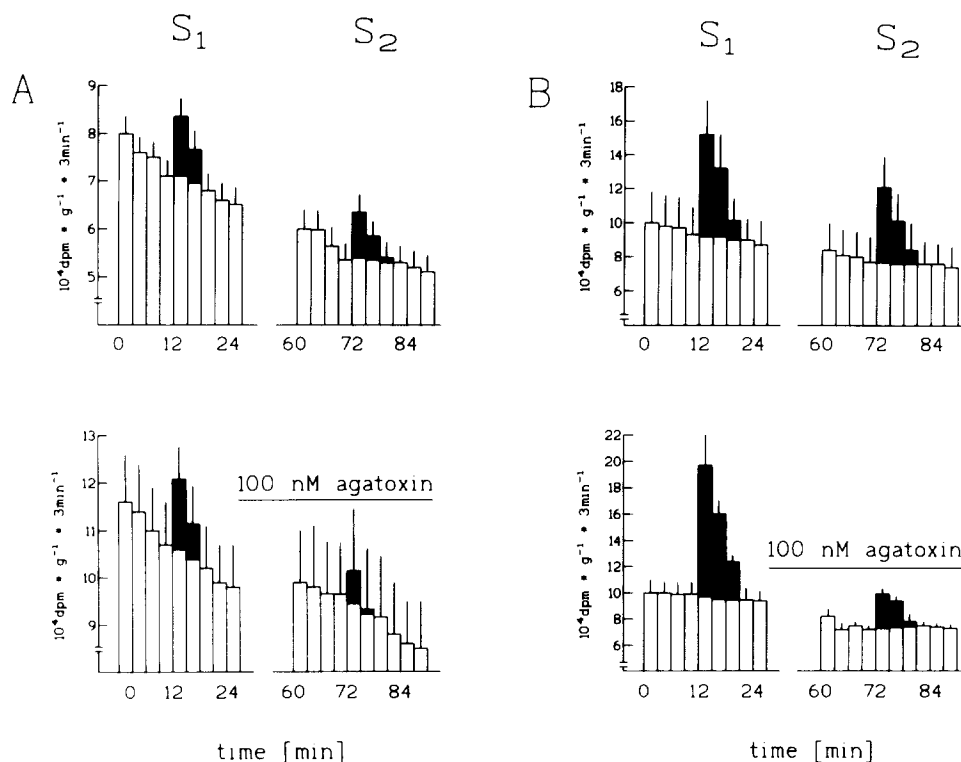 S1 S2 S1 S2
A B
9
8
7
6
5
10⁴dpm * g⁻¹ * 3min⁻¹
0 12 24 60 72 84
18
16
14
12
10
8
6
10⁴dpm * g⁻¹ * 3min⁻¹
0 12 24 60 72 84
13
12
11
10
9
10⁴dpm * g⁻¹ * 3min⁻¹
100 nM agatoxin
0 12 24 60 72 84
time [min]
22
20
18
16
14
12
10
8
6
10⁴dpm * g⁻¹ * 3min⁻¹
100 nM agatoxin
0 12 24 60 72 84
time [min]